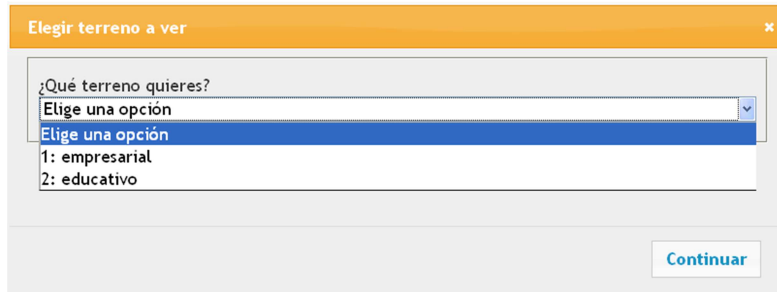 Elegir terreno a ver
¿Qué terreno quieres?
Elige una opción
Elige una opción
1: empresarial
2: educativo
Continuar